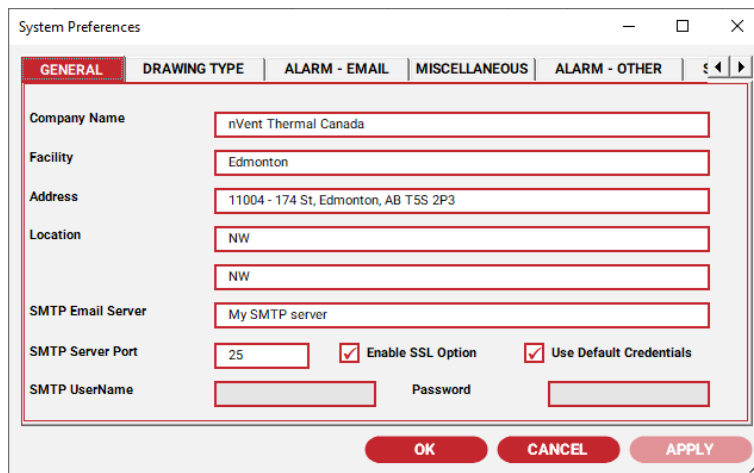 System Preferences
GENERAL DRAWING TYPE ALARM - EMAIL MISCELLANEOUS ALARM - OTHER
Company Name nVent Thermal Canada
Facility Edmonton
Address 11004 - 174 St, Edmonton, AB T5S 2P3
Location NW
NW
SMTP Email Server My SMTP server
SMTP Server Port 25 Enable SSL Option Use Default Credentials
SMTP UserName Password
OK CANCEL APPLY